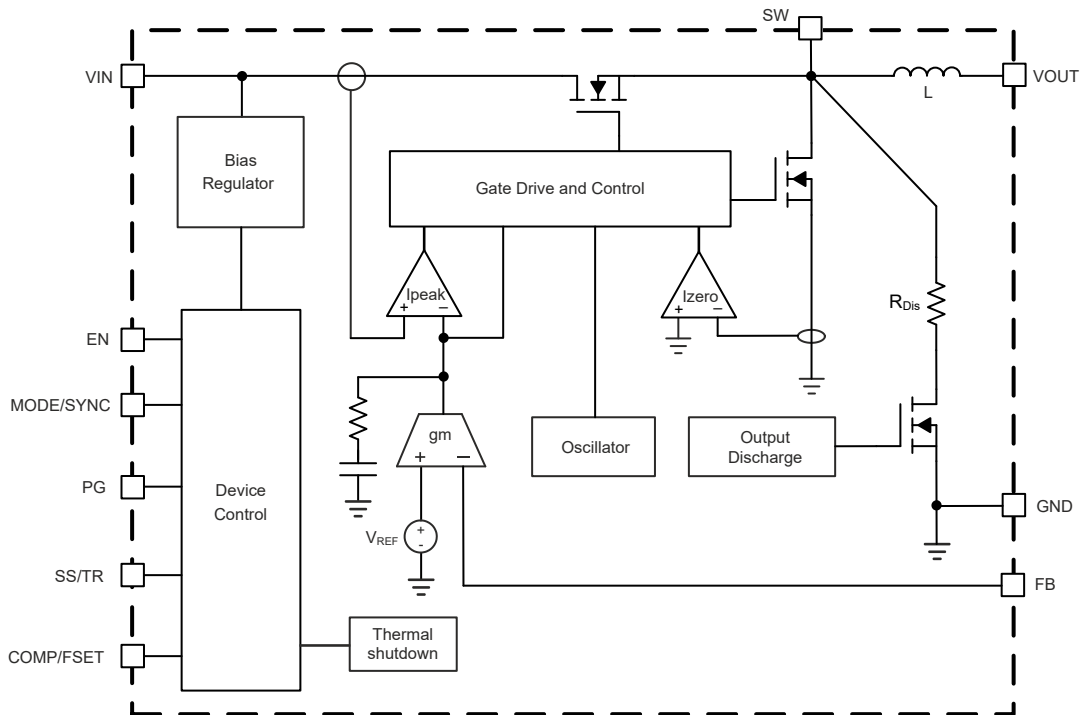 SW
VIN
VOUT
L
Bias
Regulator
Gate Drive and Control
Ipeak
+ −
Izero
+ −
RDis
EN
MODE/SYNC
gm
+ −
Oscillator
Output
Discharge
PG
Device
Control
GND
VREF
+
-
SS/TR
FB
Thermal
shutdown
COMP/FSET